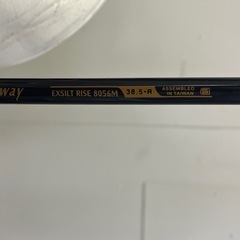 way EXSILT RISE 8056M 38.5-R ASSEMBLED
IN TAIWAN